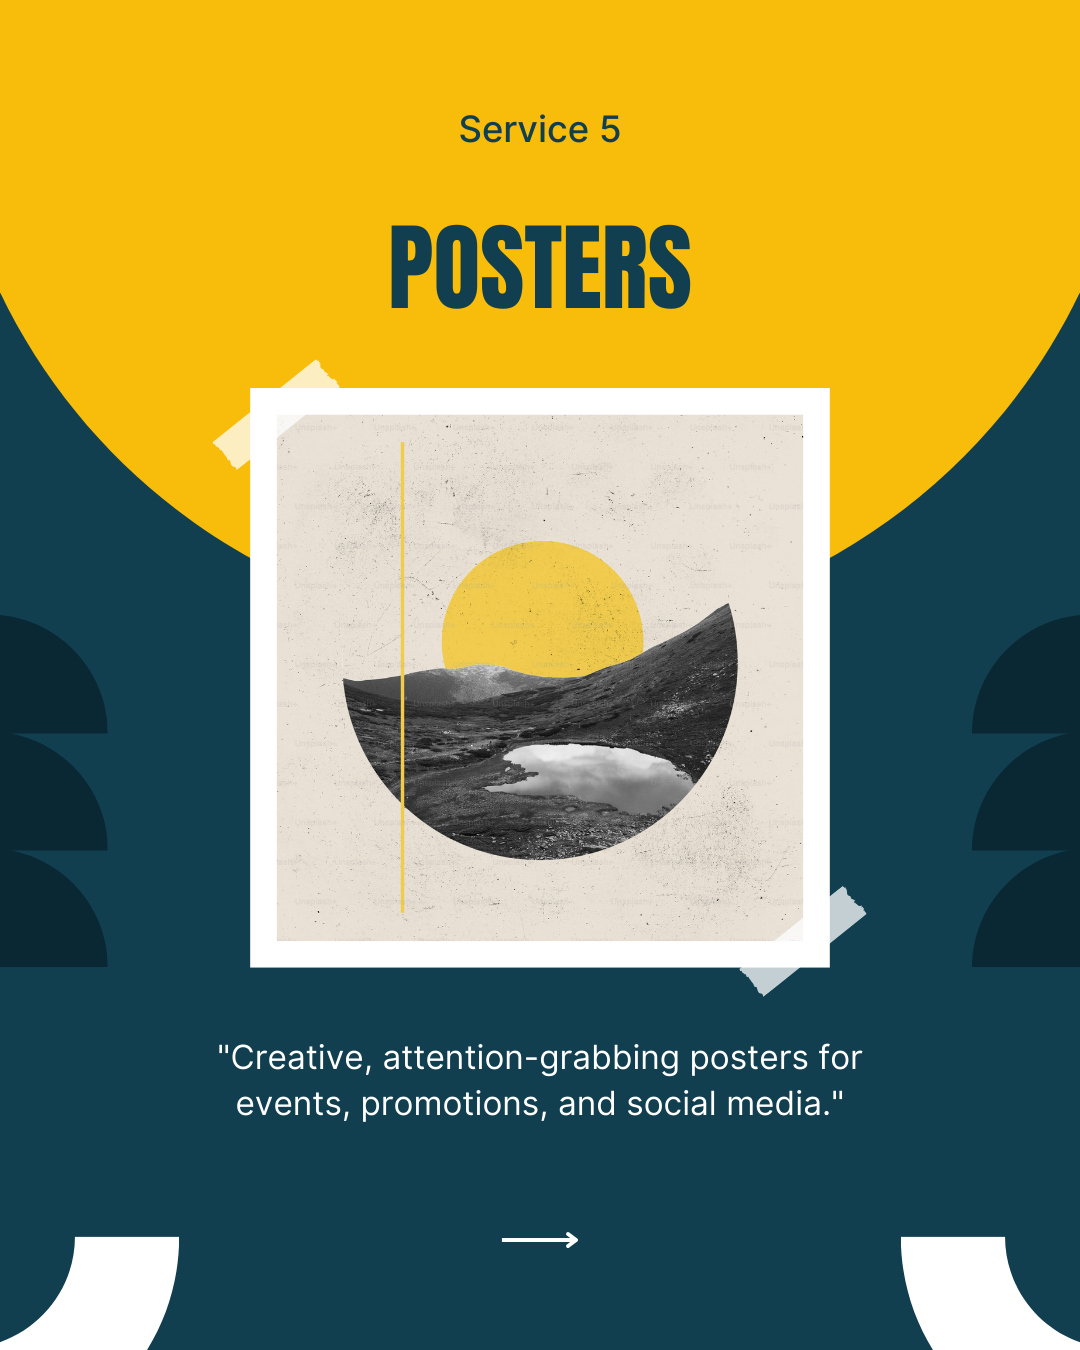 Service 5
POSTERS
"Creative, attention-grabbing posters for
events, promotions, and social media."